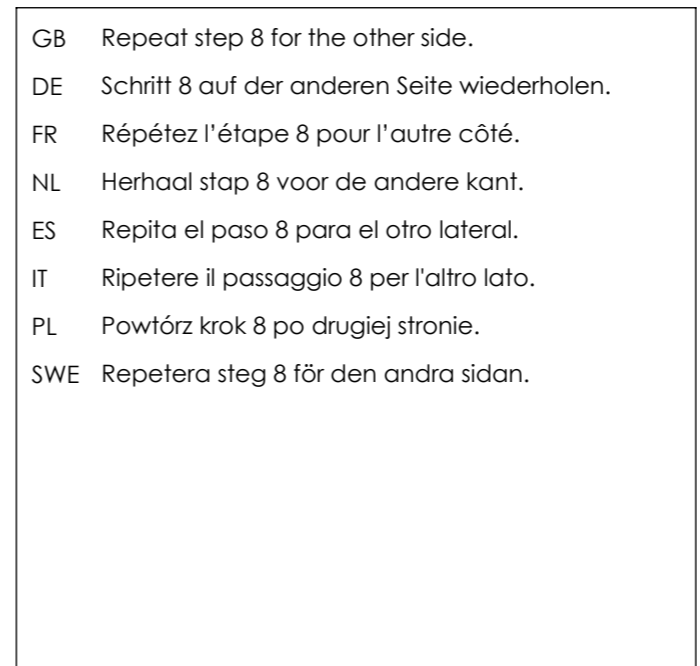 GB Repeat step 8 for the other side.
DE Schritt 8 auf der anderen Seite wiederholen.
FR Répétez l'étape 8 pour l'autre côté.
NL Herhaal stap 8 voor de andere kant.
ES Repita el paso 8 para el otro lateral.
IT Ripetere il passaggio 8 per l'altro lato.
PL Powtórz krok 8 po drugiej stronie.
SWE Repetera steg 8 för den andra sidan.